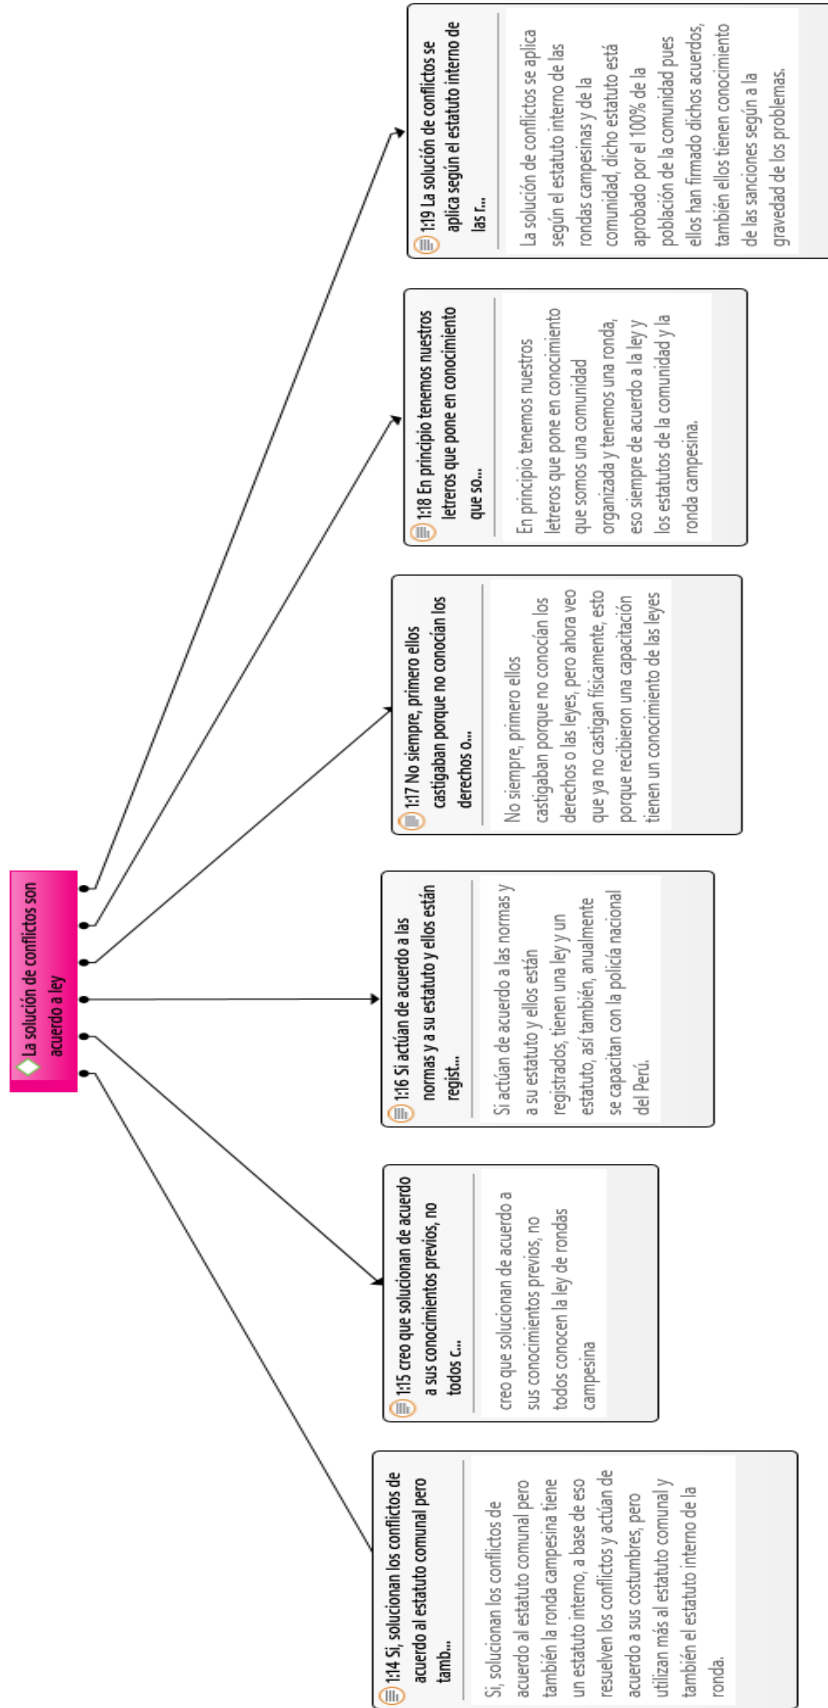 La solución de conflictos son
acuerdo a ley
1:14 Si, solucionan los conflictos de
acuerdo al estatuto comunal pero
tamb...
Si, solucionan los conflictos de
acuerdo al estatuto comunal pero
también la ronda campesina tiene
un estatuto interno, a base de eso
resuelven los conflictos y actúan de
acuerdo a sus costumbres, pero
utilizan más al estatuto comunal y
también el estatuto interno de la
ronda.
1:15 creo que solucionan de acuerdo
a sus conocimientos previos, no
todos c...
creo que solucionan de acuerdo a
sus conocimientos previos, no
todos conocen la ley de rondas
campesina
1:16 Si actúan de acuerdo a las
normas y a su estatuto y ellos están
regist...
Si actúan de acuerdo a las normas y
a su estatuto y ellos están
registrados, tienen una ley y un
estatuto, así también, anualmente
se capacitan con la policía nacional
del Perú.
1:17 No siempre, primero ellos
castigaban porque no conocían los
derechos o...
No siempre, primero ellos
castigaban porque no conocían los
derechos o las leyes, pero ahora veo
que ya no castigan físicamente, esto
porque recibieron una capacitación
tienen un conocimiento de las leyes
1:18 En principio tenemos nuestros
letreros que pone en conocimiento
que so...
En principio tenemos nuestros
letreros que pone en conocimiento
que somos una comunidad
organizada y tenemos una ronda,
eso siempre de acuerdo a la ley y
los estatutos de la comunidad y la
ronda campesina.
1:19 La solución de conflictos se
aplica según el estatuto interno de
las r...
La solución de conflictos se aplica
según el estatuto interno de las
rondas campesinas y de la
comunidad, dicho estatuto está
aprobado por el 100% de la
población de la comunidad pues
ellos han firmado dichos acuerdos,
también ellos tienen conocimiento
de las sanciones según a la
gravedad de los problemas.